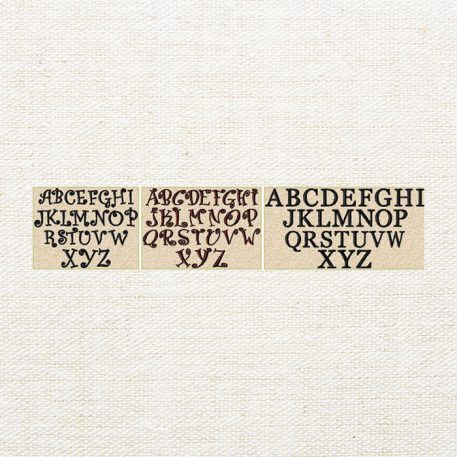 ABCEFGHI
JKLMNOP
RSTUVW
XYZ
ABCDEFGHI
JKLMNOP
QRSTUVW
XYZ
ABCDEFGHI
JKLMNOP
QRSTUVW
XYZ